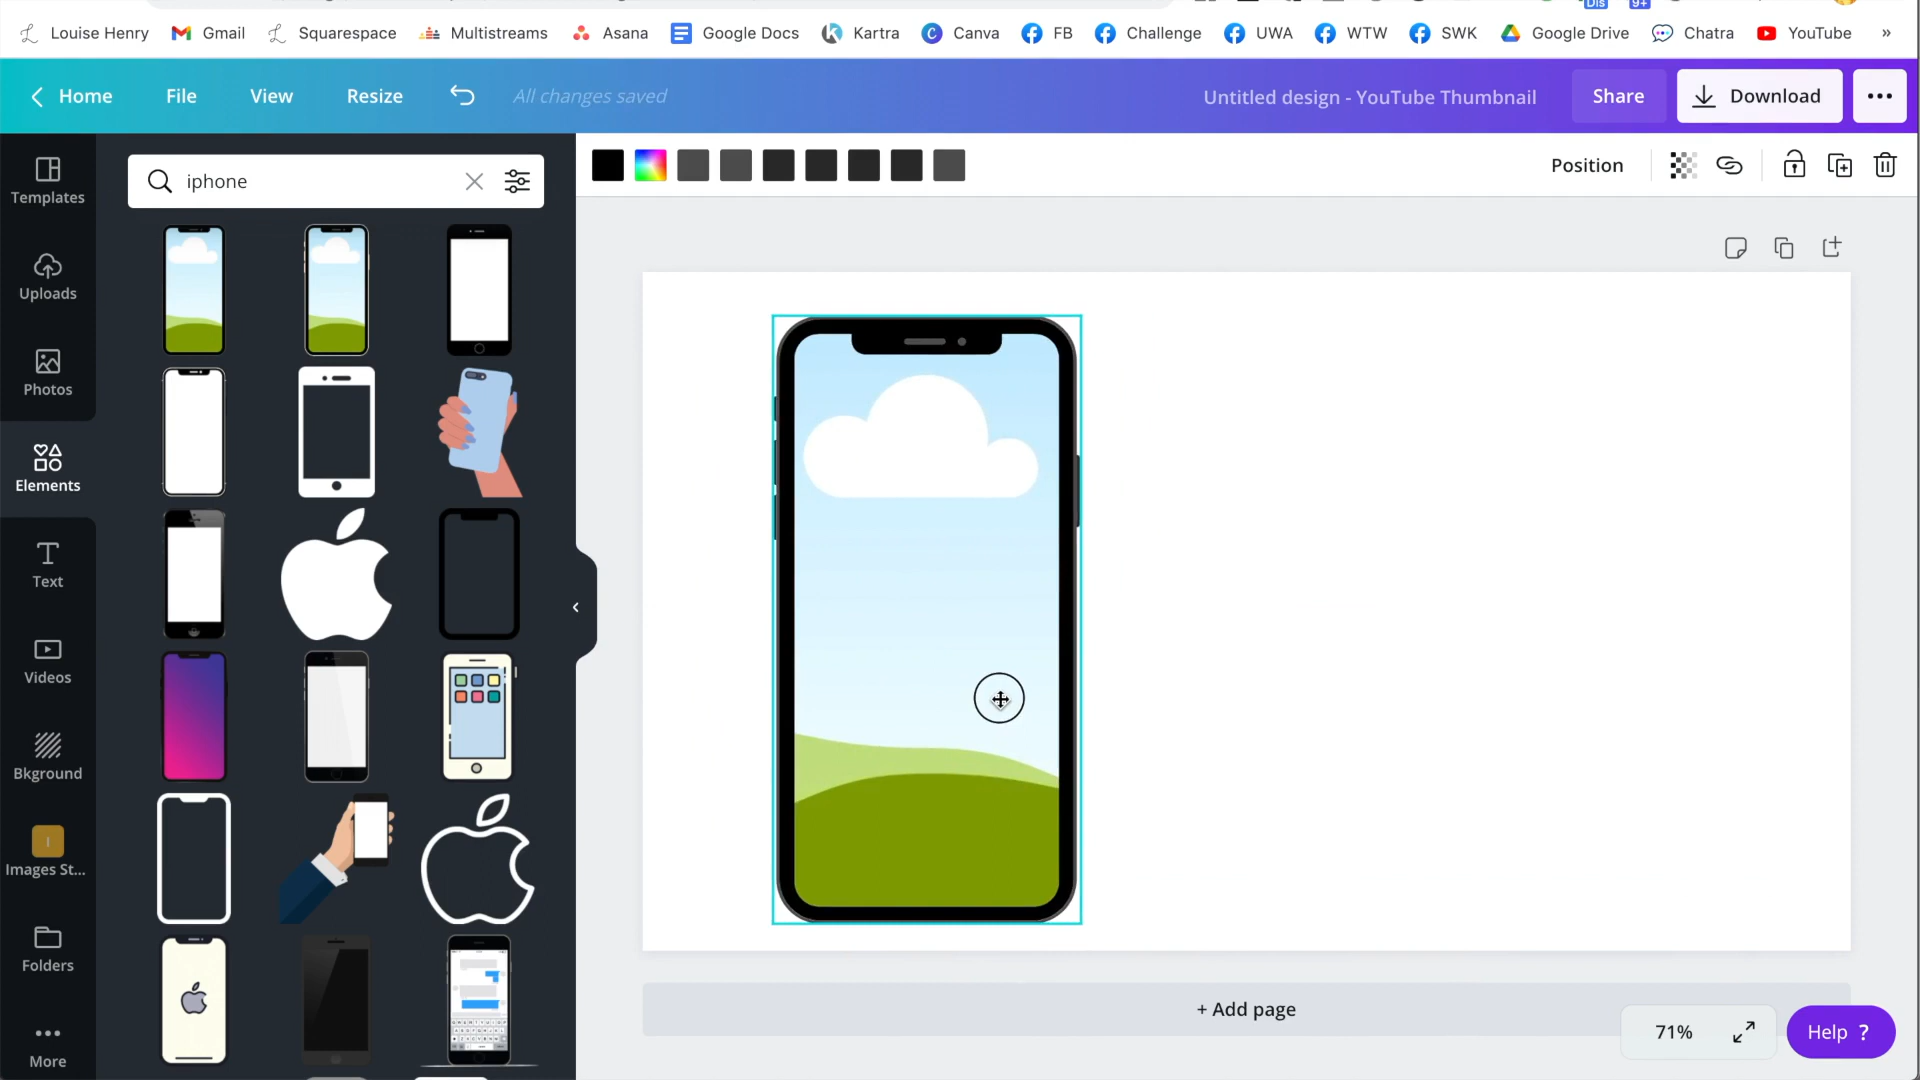 Louise Henry Gmail Squarespace Multistreams Asana Google Docs Kartra Canva FB Challenge UWA WTW SWK Google Drive Chatra YouTube »
Home File View Resize All changes saved Untitled design - YouTube Thumbnail Share Download
iphone
Position
Templates
Uploads
Photos
Elements
Text
Videos
Bkground
Images St...
Folders
More
+ Add page
71%
Help ?